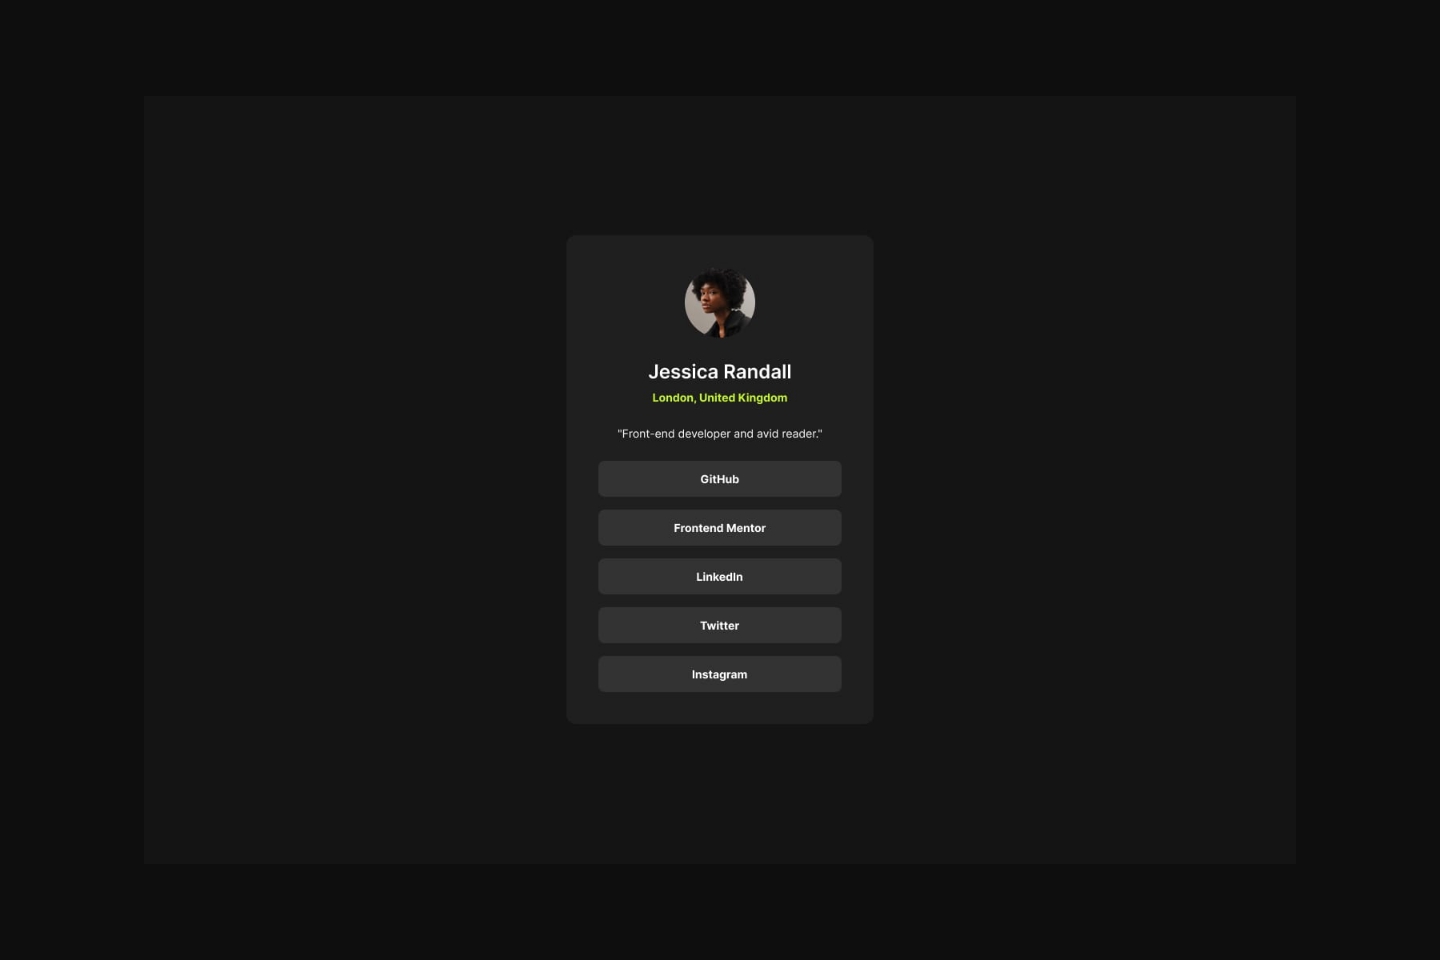 Jessica Randall
London, United Kingdom
"Front-end developer and avid reader."
GitHub
Frontend Mentor
LinkedIn
Twitter
Instagram